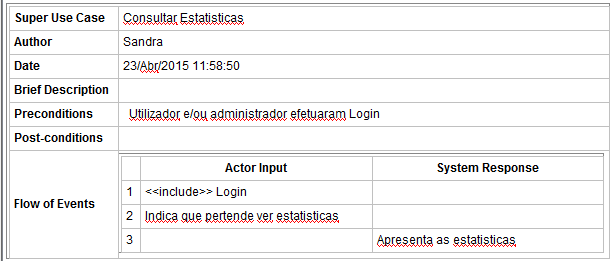 Super Use Case Consultar Estatisticas
Author Sandra
Date 23/Abr/2015 11:58:50
Brief Description
Preconditions Utilizador e/ou administrador efetuaram Login
Post-conditions
Flow of Events
Actor Input System Response
1 <<include>> Login
2 Indica que pertende ver estatisticas
3 Apresenta as estatisticas